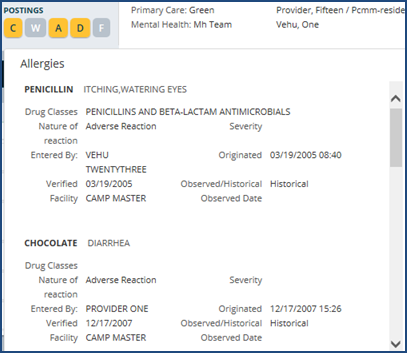 POSTINGS
C W A D F
Primary Care: Green Provider, Fifteen / Pcmm-reside
Mental Health: Mh Team Vehu, One
Allergies
PENICILLIN ITCHING,WATERING EYES
Drug Classes PENICILLINS AND BETA-LACTAM ANTIMICROBIALS
Nature of reaction Adverse Reaction Severity
Entered By: VEHU TWENTYTHREE Originated 03/19/2005 08:40
Verified 03/19/2005 Observed/Historical Historical
Facility CAMP MASTER Observed Date
CHOCOLATE DIARRHEA
Drug Classes
Nature of reaction Adverse Reaction Severity
Entered By: PROVIDER ONE Originated 12/17/2007 15:26
Verified 12/17/2007 Observed/Historical Historical
Facility CAMP MASTER Observed Date